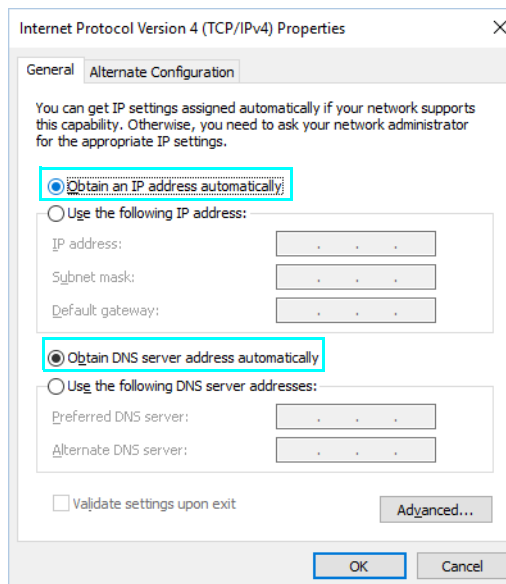 Internet Protocol Version 4 (TCP/IPv4) Properties
General
Alternate Configuration
You can get IP settings assigned automatically if your network supports
this capability. Otherwise, you need to ask your network administrator
for the appropriate IP settings.
Obtain an IP address automatically
Use the following IP address:
IP address:
Subnet mask:
Default gateway:
Obtain DNS server address automatically
Use the following DNS server addresses:
Preferred DNS server:
Alternate DNS server:
Validate settings upon exit
Advanced...
OK
Cancel